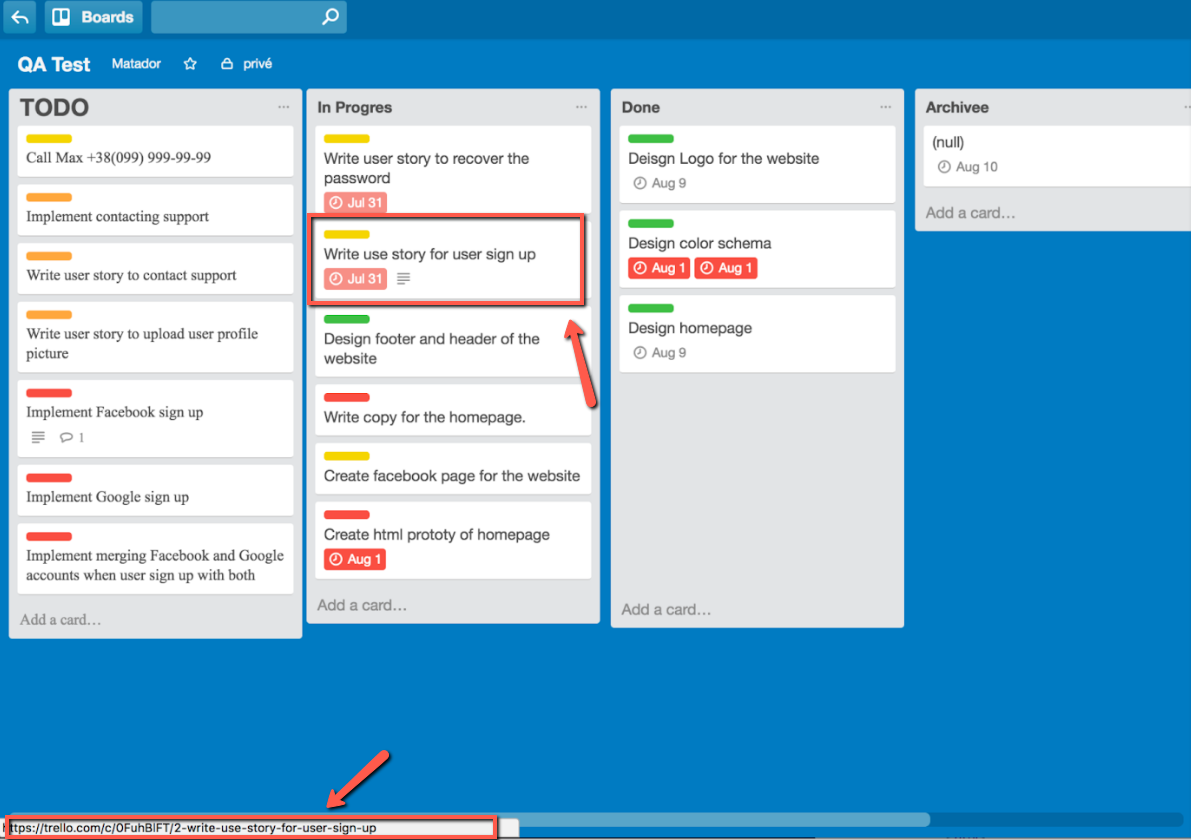 Boards
QA Test Matador privé
TODO
Call Max +38(099) 999-99-99
Implement contacting support
Write user story to contact support
Write user story to upload user profile
picture
Implement Facebook sign up
1
Implement Google sign up
Implement merging Facebook and Google
accounts when user sign up with both
Add a card...
In Progres
Write user story to recover the
password
Jul 31
Write use story for user sign up
Jul 31
Design footer and header of the
website
Write copy for the homepage.
Create facebook page for the website
Create html prototy of homepage
Aug 1
Add a card...
Done
Deisgn Logo for the website
Aug 9
Design color schema
Aug 1 Aug 1
Design homepage
Aug 9
Add a card...
Archivee
(null)
Aug 10
Add a card...
https://trello.com/c/0FuhBlFT/2-write-use-story-for-user-sign-up